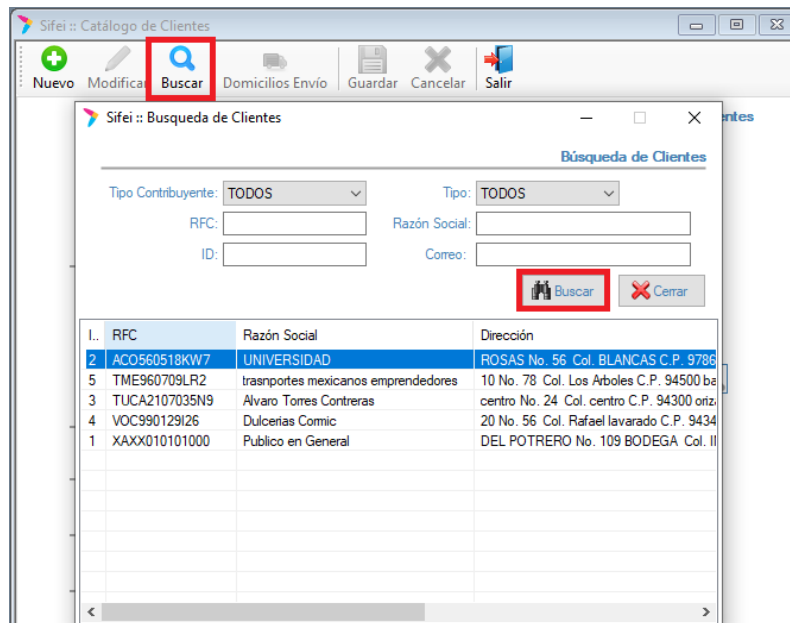 Sifei :: Catálogo de Clientes
Nuevo Modificar Buscar Domicilios Envío Guardar Cancelar Salir
Sifei :: Busqueda de Clientes
entes
Búsqueda de Clientes
Tipo Contribuyente: TODOS Tipo: TODOS
RFC: Razón Social:
ID: Correo:
Buscar Cerrar
I.. RFC Razón Social Dirección
2 ACO560518KW7 UNIVERSIDAD ROSAS No. 56 Col. BLANCAS C.P. 9786
5 TME960709LR2 trasnportes mexicanos emprendedores 10 No. 78 Col. Los Arboles C.P. 94500 ba
3 TUCA2107035N9 Alvaro Torres Contreras centro No. 24 Col. centro C.P. 94300 oriz
4 VOC990129I26 Dulcerias Cormic 20 No. 56 Col. Rafael lavarado C.P. 9434
1 XAXX010101000 Publico en General DEL POTRERO No. 109 BODEGA Col.